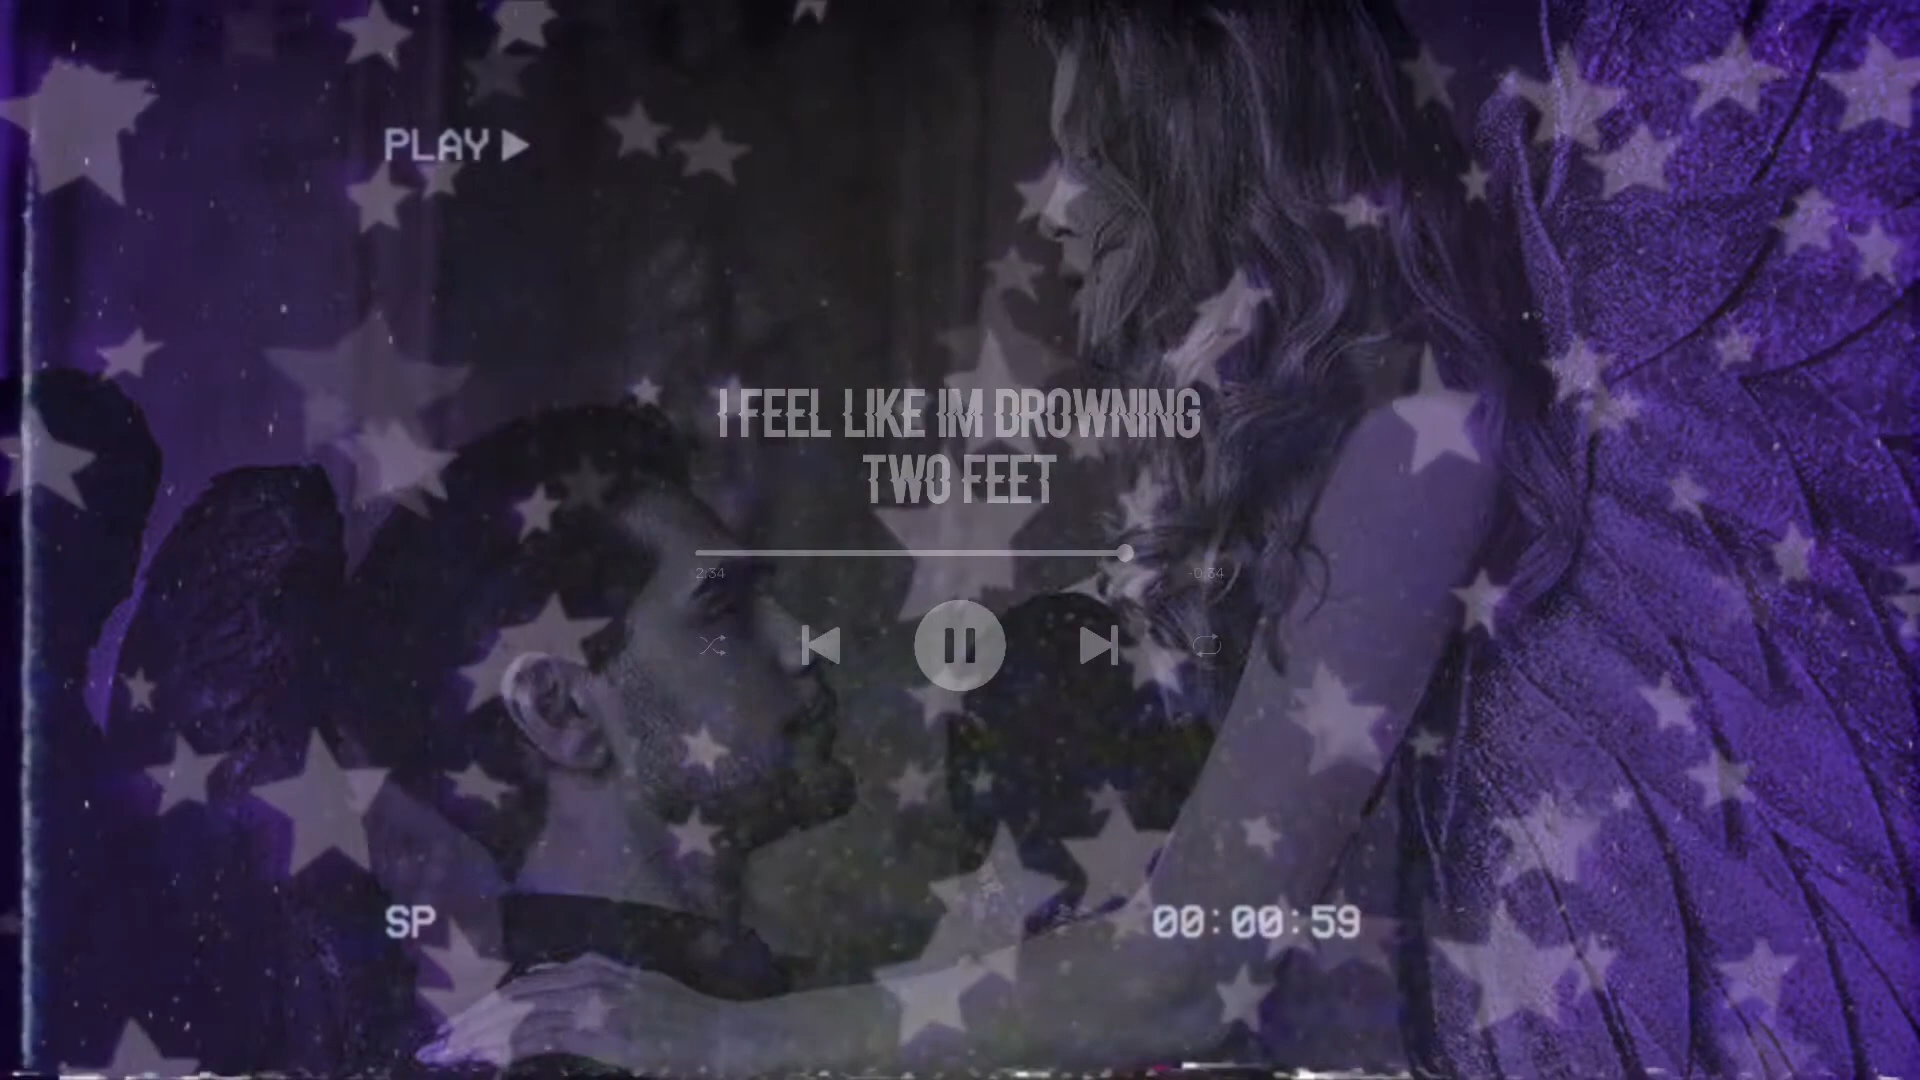 PLAY
I FEEL LIKE IM DROWNING
TWO FEET
2:34
-0:34
SP
00:00:59